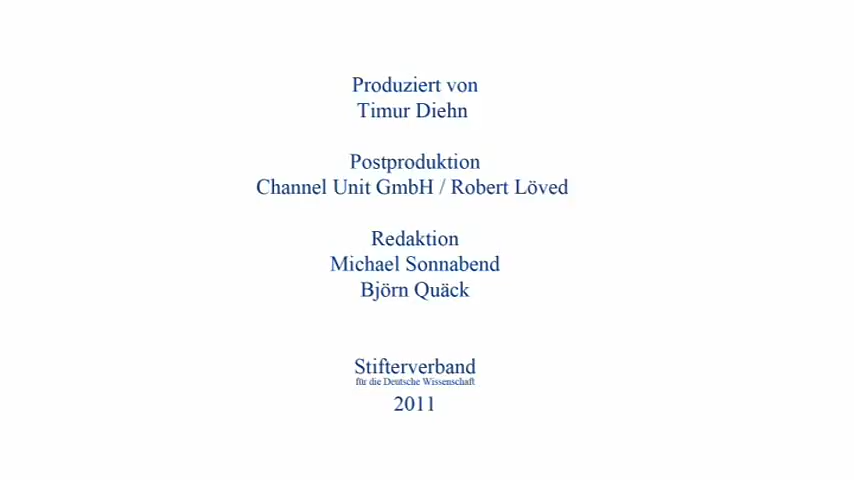 Produziert von
Timur Diehn
Postproduktion
Channel Unit GmbH / Robert Löved
Redaktion
Michael Sonnabend
Björn Quäck
Stifterverband
für die Deutsche Wissenschaft
2011